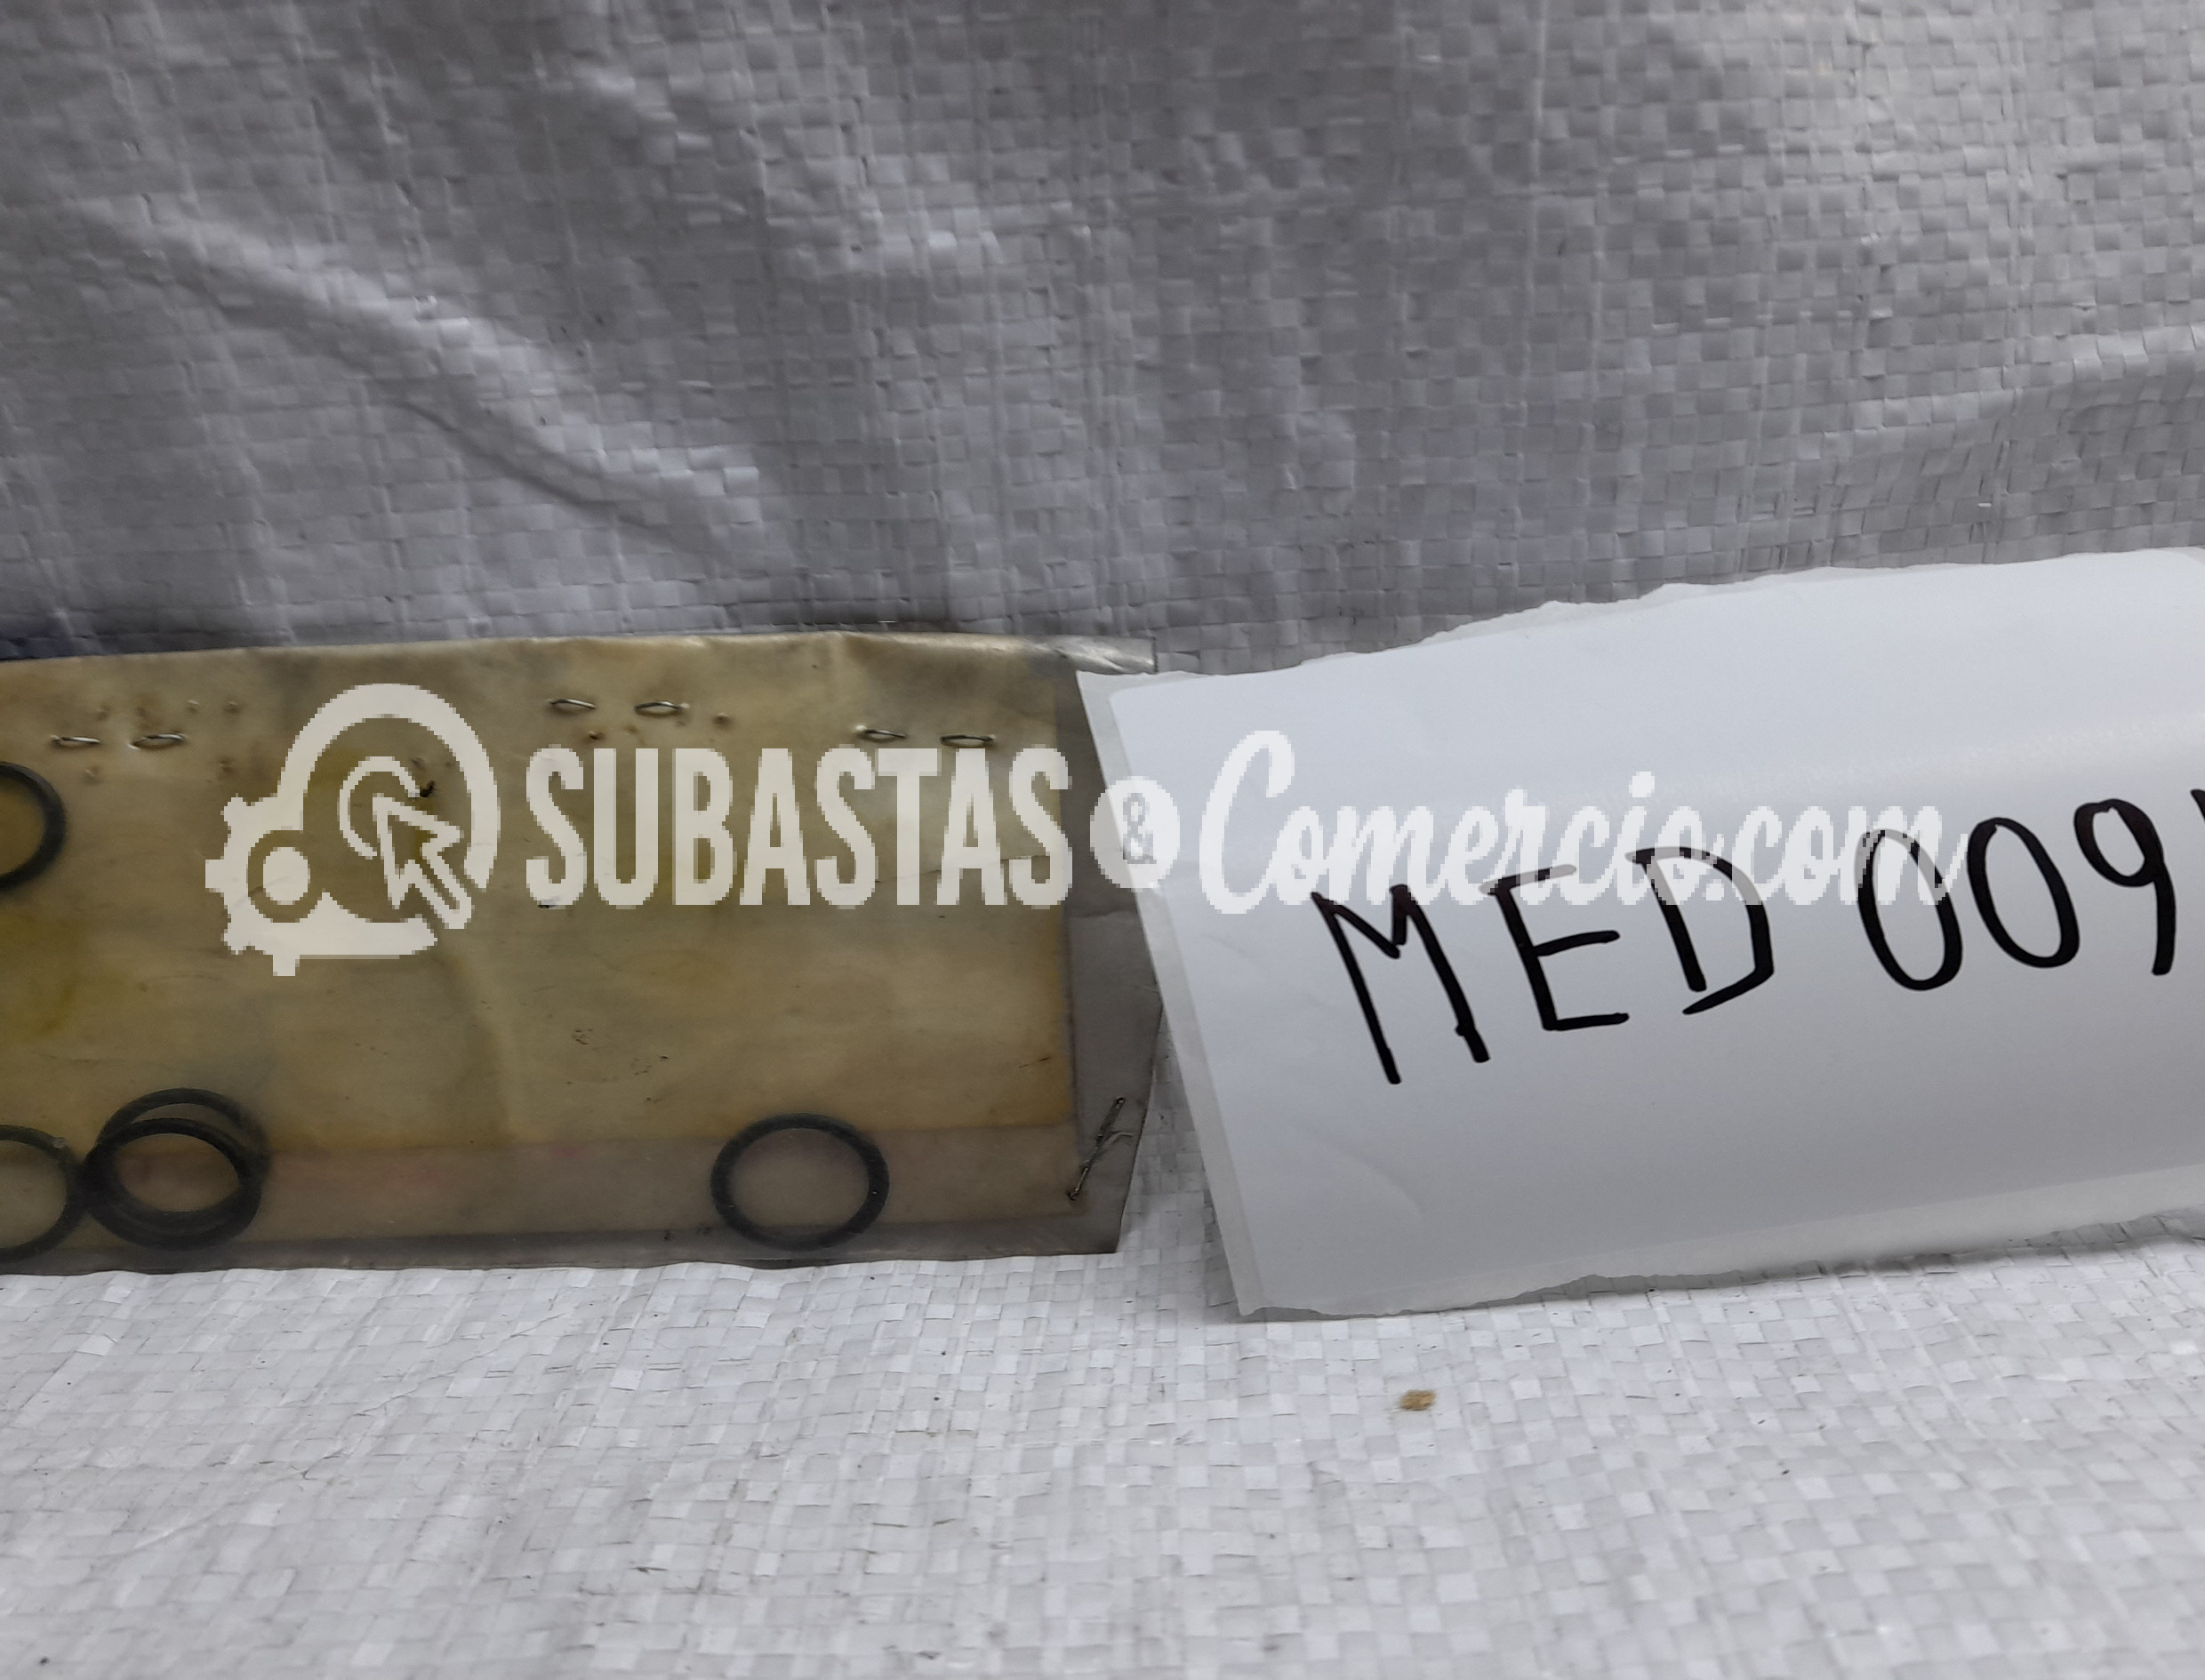 SUBASTAS & Comercio.com
MED 009